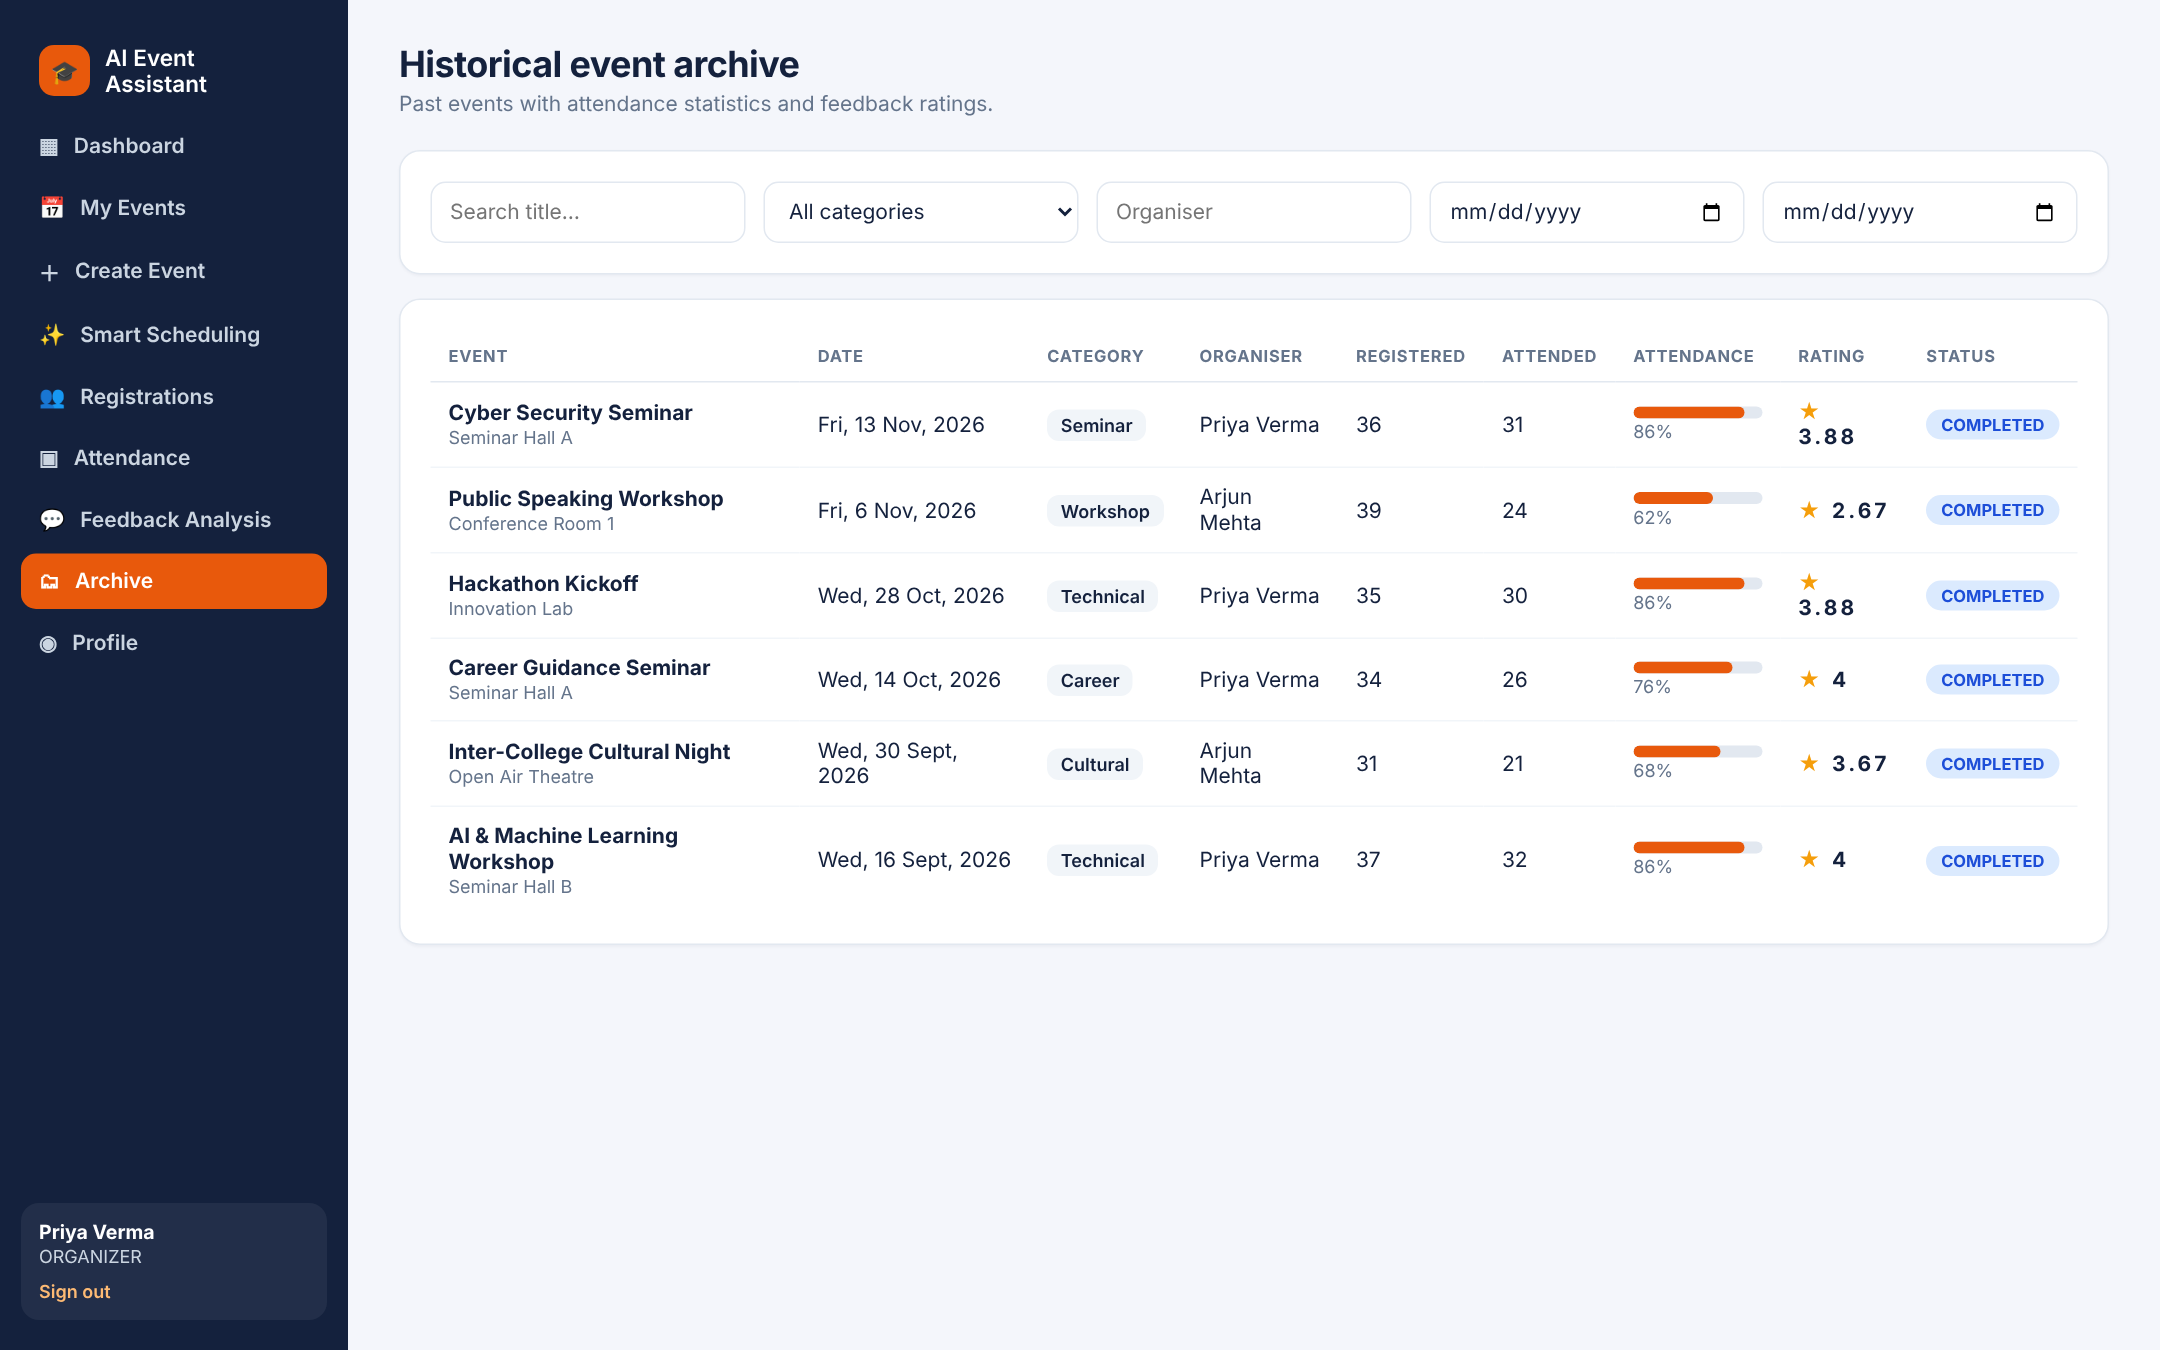 AI Event
Assistant
Dashboard
My Events
Create Event
Smart Scheduling
Registrations
Attendance
Feedback Analysis
Archive
Profile
Priya Verma
ORGANIZER
Sign out
Historical event archive
Past events with attendance statistics and feedback ratings.
Search title...
All categories
Organiser
mm/dd/yyyy
mm/dd/yyyy
EVENT DATE CATEGORY ORGANISER REGISTERED ATTENDED ATTENDANCE RATING STATUS
Cyber Security Seminar
Seminar Hall A
Fri, 13 Nov, 2026
Seminar
Priya Verma
36
31
86%
★
3.88
COMPLETED
Public Speaking Workshop
Conference Room 1
Fri, 6 Nov, 2026
Workshop
Arjun
Mehta
39
24
62%
★ 2.67
COMPLETED
Hackathon Kickoff
Innovation Lab
Wed, 28 Oct, 2026
Technical
Priya Verma
35
30
86%
★
3.88
COMPLETED
Career Guidance Seminar
Seminar Hall A
Wed, 14 Oct, 2026
Career
Priya Verma
34
26
76%
★ 4
COMPLETED
Inter-College Cultural Night
Open Air Theatre
Wed, 30 Sept,
2026
Cultural
Arjun
Mehta
31
21
68%
★ 3.67
COMPLETED
AI & Machine Learning
Workshop
Seminar Hall B
Wed, 16 Sept, 2026
Technical
Priya Verma
37
32
86%
★ 4
COMPLETED